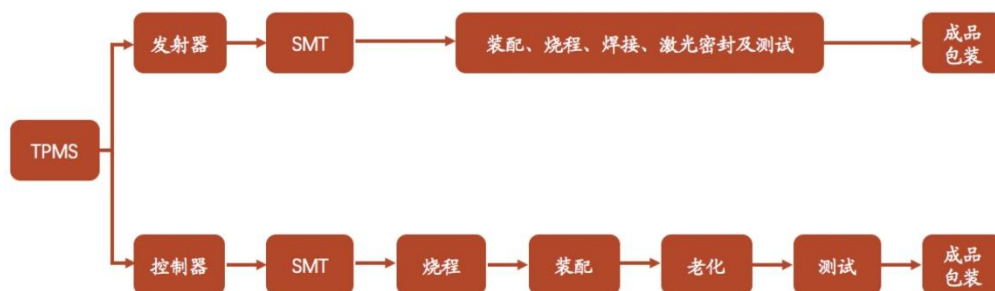 发射器
SMT
装配、烧程、焊接、激光密封及测试
成品
包装
TPMS
控制器
SMT
烧程
装配
老化
测试
成品
包装